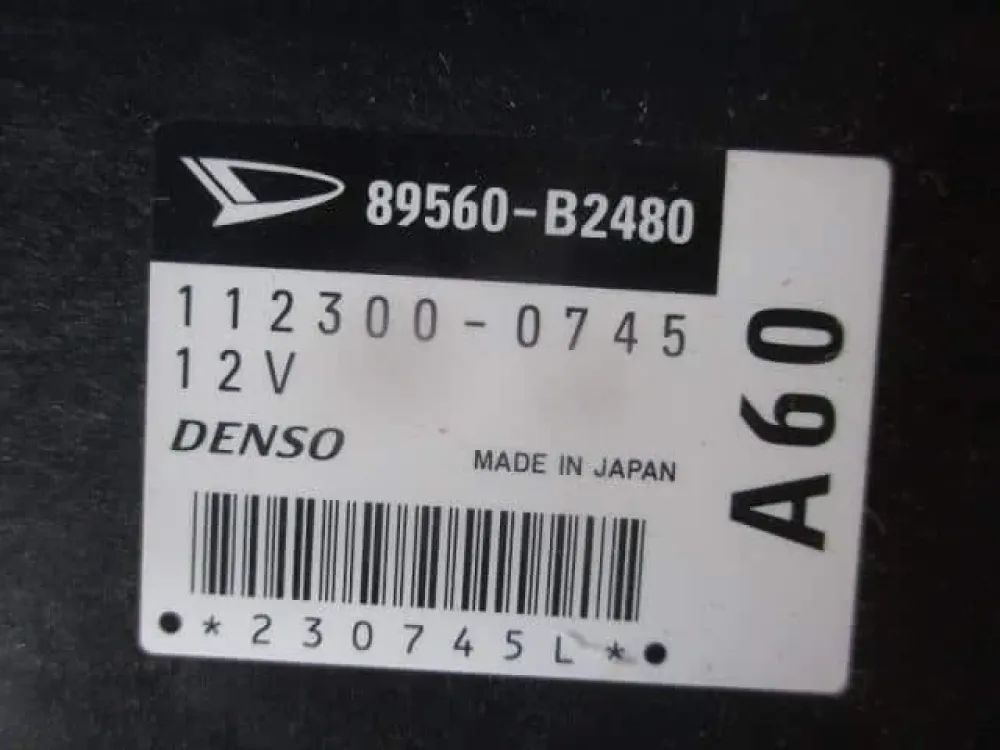 89560-B2480
112300-0745
12V
DENSO
MADE IN JAPAN
*230745L*
A60